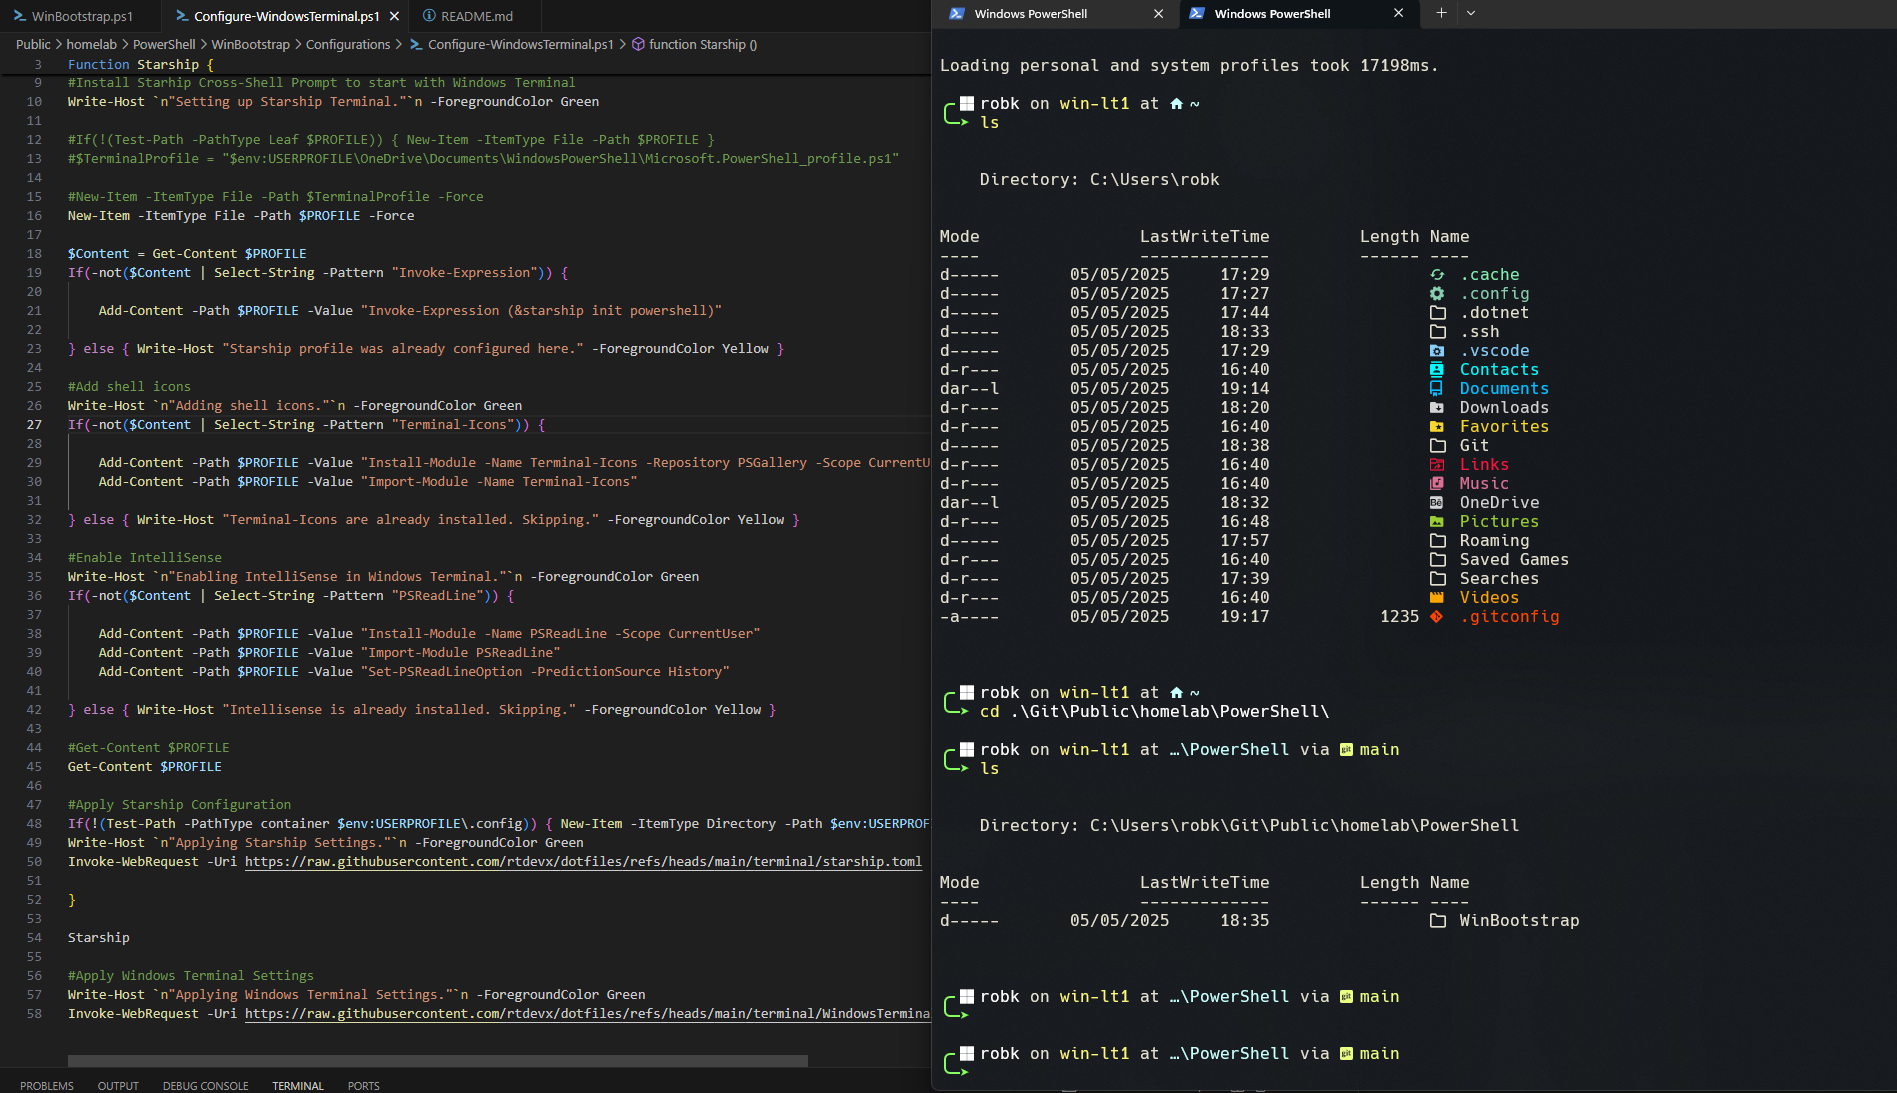 WinBootstrap.ps1 Configure-WindowsTerminal.ps1 README.md
Public > homelab > PowerShell > WinBootstrap > Configurations > Configure-WindowsTerminal.ps1 > function Starship ()
3 Function Starship {
9 #Install Starship Cross-Shell Prompt to start with Windows Terminal
10 Write-Host `n"Setting up Starship Terminal."`n -ForegroundColor Green
11
12 #If(!(Test-Path -PathType Leaf $PROFILE)) { New-Item -ItemType File -Path $PROFILE }
13 #$TerminalProfile = "$env:USERPROFILE\OneDrive\Documents\WindowsPowerShell\Microsoft.PowerShell_profile.ps1"
14
15 #New-Item -ItemType File -Path $TerminalProfile -Force
16 New-Item -ItemType File -Path $PROFILE -Force
17
18 $Content = Get-Content $PROFILE
19 If(-not($Content | Select-String -Pattern "Invoke-Expression")) {
20
21 Add-Content -Path $PROFILE -Value "Invoke-Expression (&starship init powershell)"
22
23 } else { Write-Host "Starship profile was already configured here." -ForegroundColor Yellow }
24
25 #Add shell icons
26 Write-Host `n"Adding shell icons."`n -ForegroundColor Green
27 If(-not($Content | Select-String -Pattern "Terminal-Icons")) {
28
29 Add-Content -Path $PROFILE -Value "Install-Module -Name Terminal-Icons -Repository PSGallery -Scope CurrentU
30 Add-Content -Path $PROFILE -Value "Import-Module -Name Terminal-Icons"
31
32 } else { Write-Host "Terminal-Icons are already installed. Skipping." -ForegroundColor Yellow }
33
34 #Enable IntelliSense
35 Write-Host `n"Enabling IntelliSense in Windows Terminal."`n -ForegroundColor Green
36 If(-not($Content | Select-String -Pattern "PSReadLine")) {
37
38 Add-Content -Path $PROFILE -Value "Install-Module -Name PSReadLine -Scope CurrentUser"
39 Add-Content -Path $PROFILE -Value "Import-Module PSReadLine"
40 Add-Content -Path $PROFILE -Value "Set-PSReadLineOption -PredictionSource History"
41
42 } else { Write-Host "Intellisense is already installed. Skipping." -ForegroundColor Yellow }
43
44 #Get-Content $PROFILE
45 Get-Content $PROFILE
46
47 #Apply Starship Configuration
48 If(!(Test-Path -PathType container $env:USERPROFILE\.config)) { New-Item -ItemType Directory -Path $env:USERPROF
49 Write-Host `n"Applying Starship Settings."`n -ForegroundColor Green
50 Invoke-WebRequest -Uri https://raw.githubusercontent.com/rtdevx/dotfiles/refs/heads/main/terminal/starship.toml
51
52 }
53
54 Starship
55
56 #Apply Windows Terminal Settings
57 Write-Host `n"Applying Windows Terminal Settings."`n -ForegroundColor Green
58 Invoke-WebRequest -Uri https://raw.githubusercontent.com/rtdevx/dotfiles/refs/heads/main/terminal/WindowsTermina
PROBLEMS OUTPUT DEBUG CONSOLE TERMINAL PORTS
Windows PowerShell Windows PowerShell
Loading personal and system profiles took 17198ms.
robk on win-lt1 at ~
ls
Directory: C:\Users\robk
Mode LastWriteTime Length Name
---- ------------- ------ ----
d----- 05/05/2025 17:29 .cache
d----- 05/05/2025 17:27 .config
d----- 05/05/2025 17:44 .dotnet
d----- 05/05/2025 18:33 .ssh
d----- 05/05/2025 17:29 .vscode
d-r--- 05/05/2025 16:40 Contacts
dar--l 05/05/2025 19:14 Documents
d-r--- 05/05/2025 18:20 Downloads
d-r--- 05/05/2025 16:40 Favorites
d----- 05/05/2025 18:38 Git
d-r--- 05/05/2025 16:40 Links
d-r--- 05/05/2025 16:40 Music
dar--l 05/05/2025 18:32 OneDrive
d-r--- 05/05/2025 16:48 Pictures
d----- 05/05/2025 17:57 Roaming
d-r--- 05/05/2025 16:40 Saved Games
d-r--- 05/05/2025 17:39 Searches
d-r--- 05/05/2025 16:40 Videos
-a---- 05/05/2025 19:17 1235 .gitconfig
robk on win-lt1 at ~
cd .\Git\Public\homelab\PowerShell\
robk on win-lt1 at …\PowerShell via git main
ls
Directory: C:\Users\robk\Git\Public\homelab\PowerShell
Mode LastWriteTime Length Name
---- ------------- ------ ----
d----- 05/05/2025 18:35 WinBootstrap
robk on win-lt1 at …\PowerShell via git main
robk on win-lt1 at …\PowerShell via git main